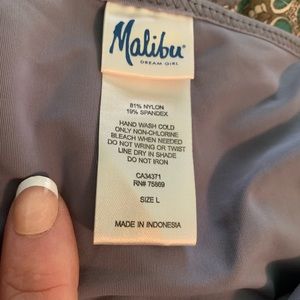 Malibu
DREAM GIRL
81% NYLON
19% SPANDEX
HAND WASH COLD
ONLY NON-CHLORINE
BLEACH WHEN NEEDED
DO NOT WRING OR TWIST
LINE DRY IN SHADE
DO NOT IRON
CA34371
RN# 75869
SIZE L
MADE IN INDONESIA